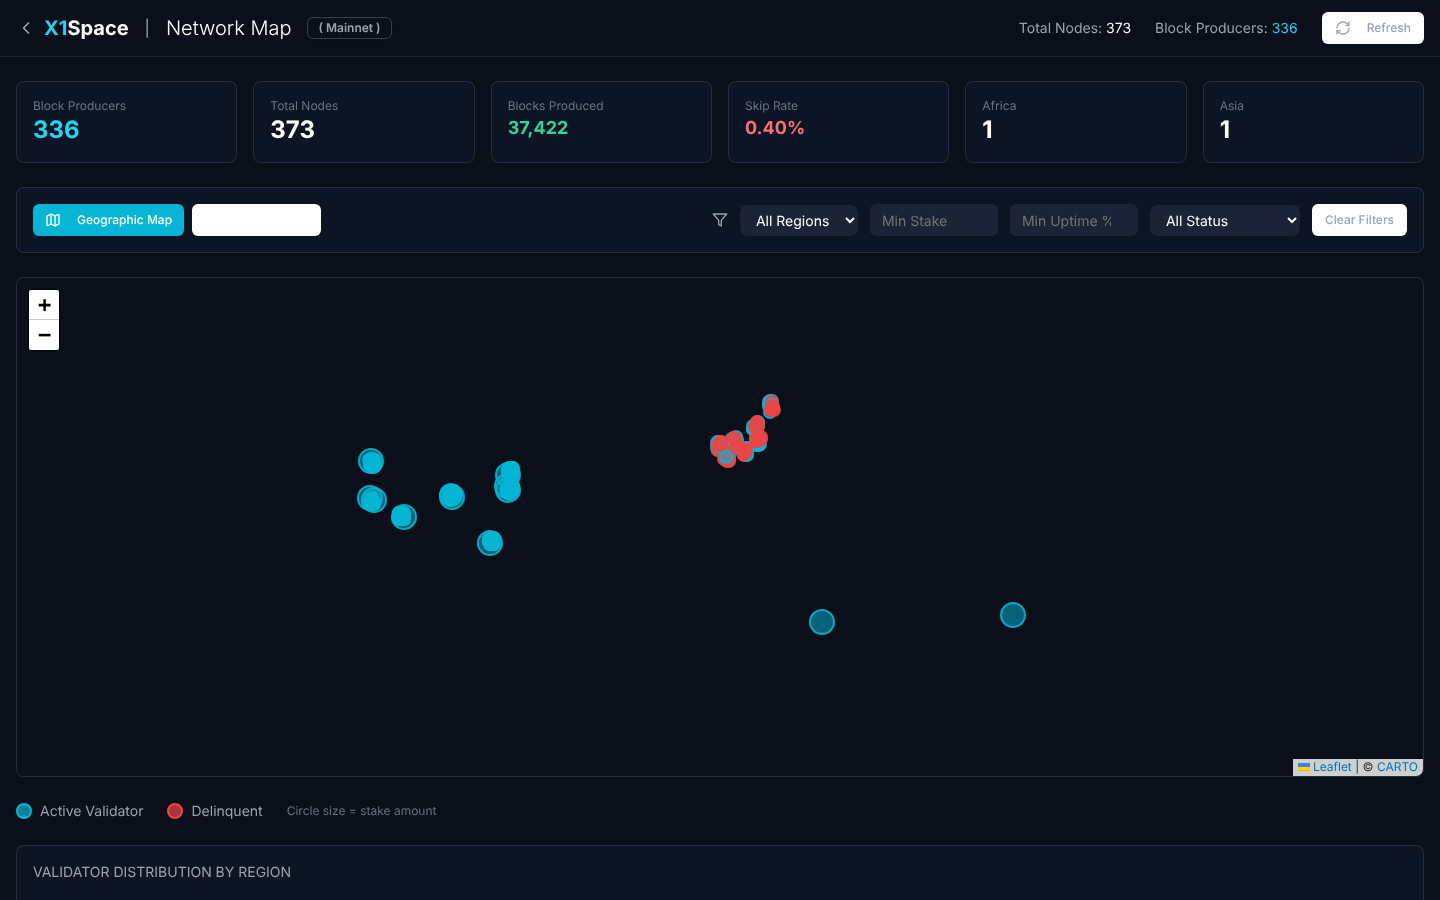 X1Space | Network Map ( Mainnet ) Total Nodes: 373 Block Producers: 336 Refresh
Block Producers
336
Total Nodes
373
Blocks Produced
37,422
Skip Rate
0.40%
Africa
1
Asia
1
Geographic Map All Regions Min Stake Min Uptime % All Status Clear Filters
+
−
Leaflet | © CARTO
Active Validator Delinquent Circle size = stake amount
VALIDATOR DISTRIBUTION BY REGION